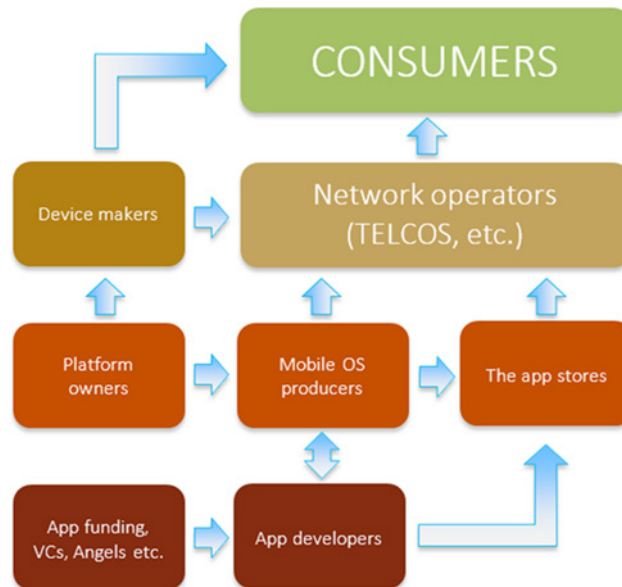 CONSUMERS
Device makers
Network operators
(TELCOS, etc.)
Platform
owners
Mobile OS
producers
The app stores
App funding,
VCs, Angels etc.
App developers